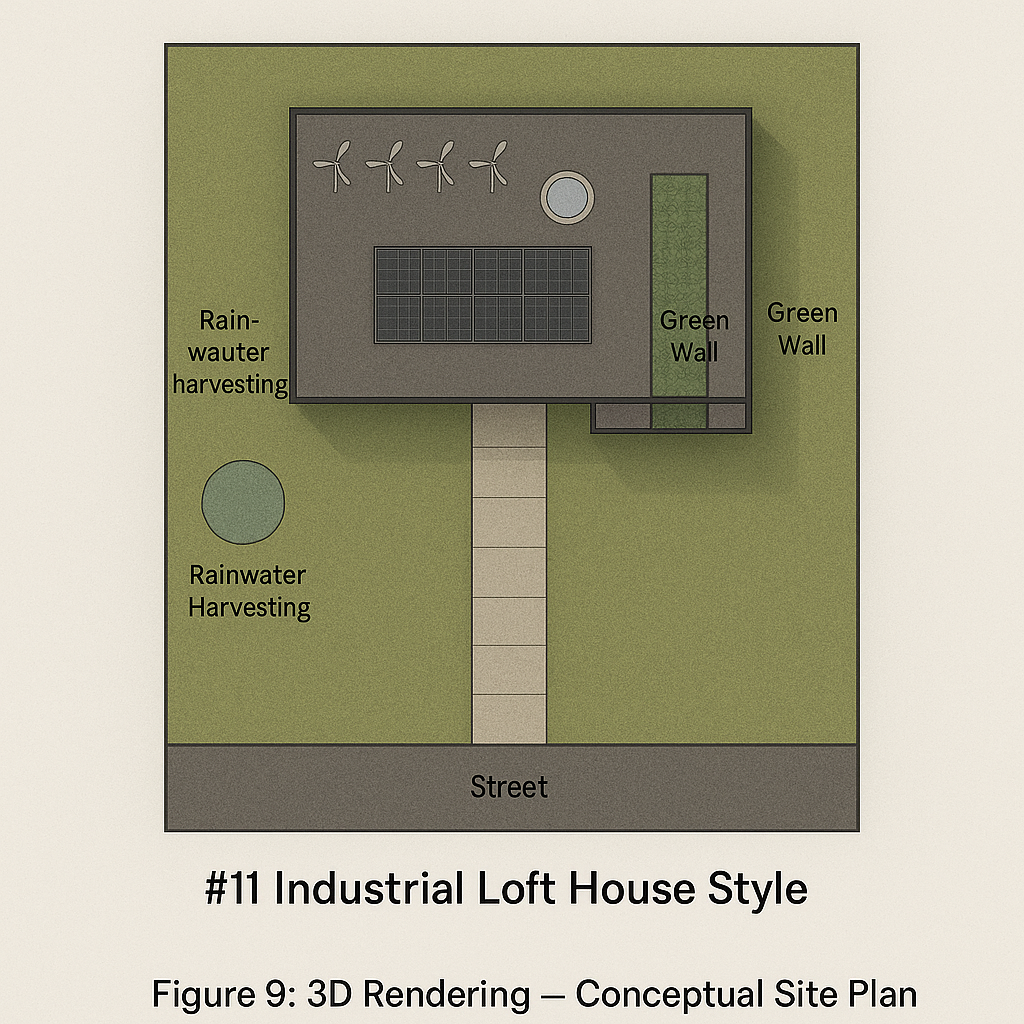 Rain-
wauter
harvesting
Green
Wall
Green
Wall
Rainwater
Harvesting
Street
#11 Industrial Loft House Style
Figure 9: 3D Rendering — Conceptual Site Plan